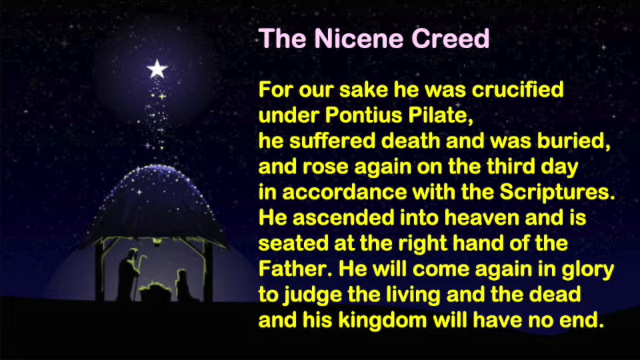 The Nicene Creed
For our sake he was crucified
under Pontius Pilate,
he suffered death and was buried,
and rose again on the third day
in accordance with the Scriptures.
He ascended into heaven and is
seated at the right hand of the
Father. He will come again in glory
to judge the living and the dead
and his kingdom will have no end.